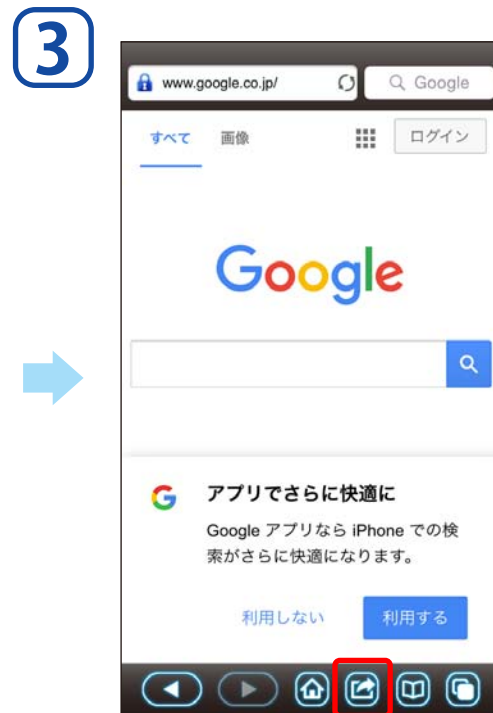 3
www.google.co.jp/
Google
すべて 画像
ログイン
Google
G
アプリでさらに快適に
Google アプリなら iPhone での検
索がさらに快適になります。
利用しない 利用する